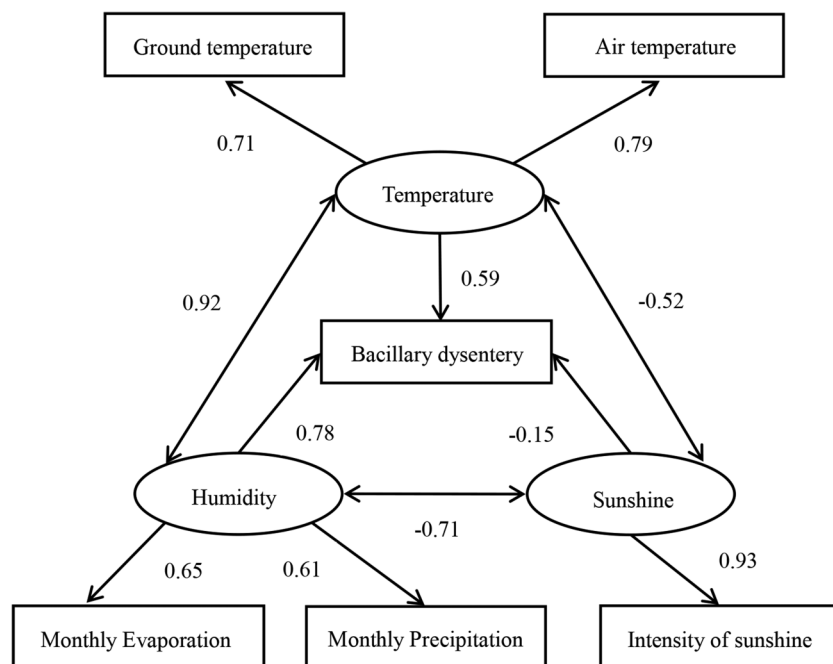 Ground temperature
Air temperature
0.71
0.79
Temperature
0.92
0.59
-0.52
Bacillary dysentery
0.78
-0.15
Humidity
Sunshine
-0.71
0.65
0.61
0.93
Monthly Evaporation
Monthly Precipitation
Intensity of sunshine